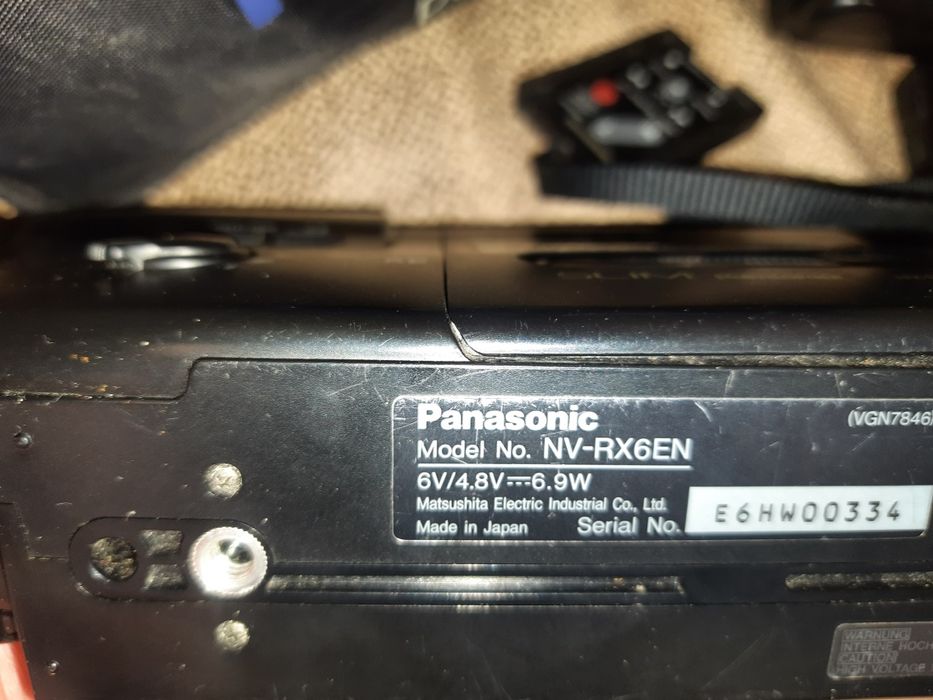 Panasonic
(VGN7846)
Model No. NV-RX6EN
6V/4.8V⎓6.9W
Matsushita Electric Industrial Co., Ltd.
Made in Japan
Serial No.
E6HW00334
WARNUNG
INTERNE HOCH
CAUTION
HIGH VOLTAGE